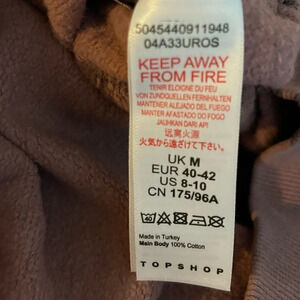 5045440911948
04A33UROS
KEEP AWAY
FROM FIRE
TENIR ELOIGNE DU FEU
VON ZUNDQUELLEN FERNHALTEN
MANTENER ALEJADO DEL FUEGO
MANTER AFASTADO DO FOGO
JAUHKAN DARI API
远离火源
火気から遠ざけて下さい。
UK M
EUR 40-42
US 8-10
CN 175/96A
40
Made in Turkey
Main Body 100% Cotton
TOPSHOP